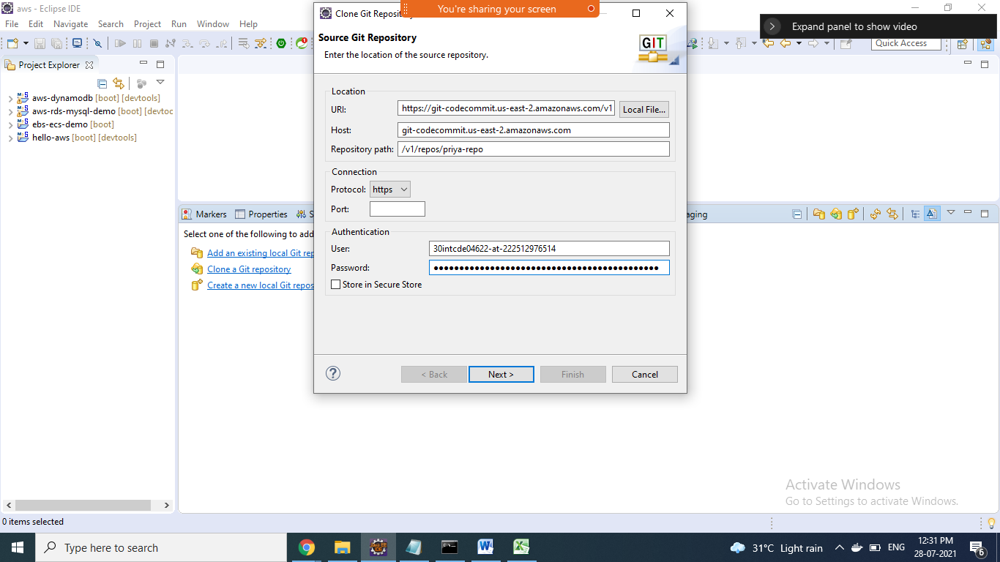 aws - Eclipse IDE
File Edit Navigate Search Project Run Window Help
Quick Access
Project Explorer
aws-dynamodb [boot] [devtools]
aws-rds-mysql-demo [boot] [devtoc
ebs-ecs-demo [boot]
hello-aws [boot] [devtools]
0 items selected
Markers Properties S
aging
Select one of the following to add
Add an existing local Git rep
Clone a Git repository
Create a new local Git repos
Clone Git Repository
You're sharing your screen
Expand panel to show video
Source Git Repository
Enter the location of the source repository.
GIT
Location
URI: https://git-codecommit.us-east-2.amazonaws.com/v1 Local File...
Host: git-codecommit.us-east-2.amazonaws.com
Repository path: /v1/repos/priya-repo
Connection
Protocol: https
Port:
Authentication
User: 30intcde04622-at-222512976514
Password: ●●●●●●●●●●●●●●●●●●●●●●●●●●●●●●●●●●●●●●●●●●●●
Store in Secure Store
? < Back Next > Finish Cancel
Activate Windows
Go to Settings to activate Windows.
Type here to search
31°C Light rain ENG 12:31 PM
28-07-2021 6